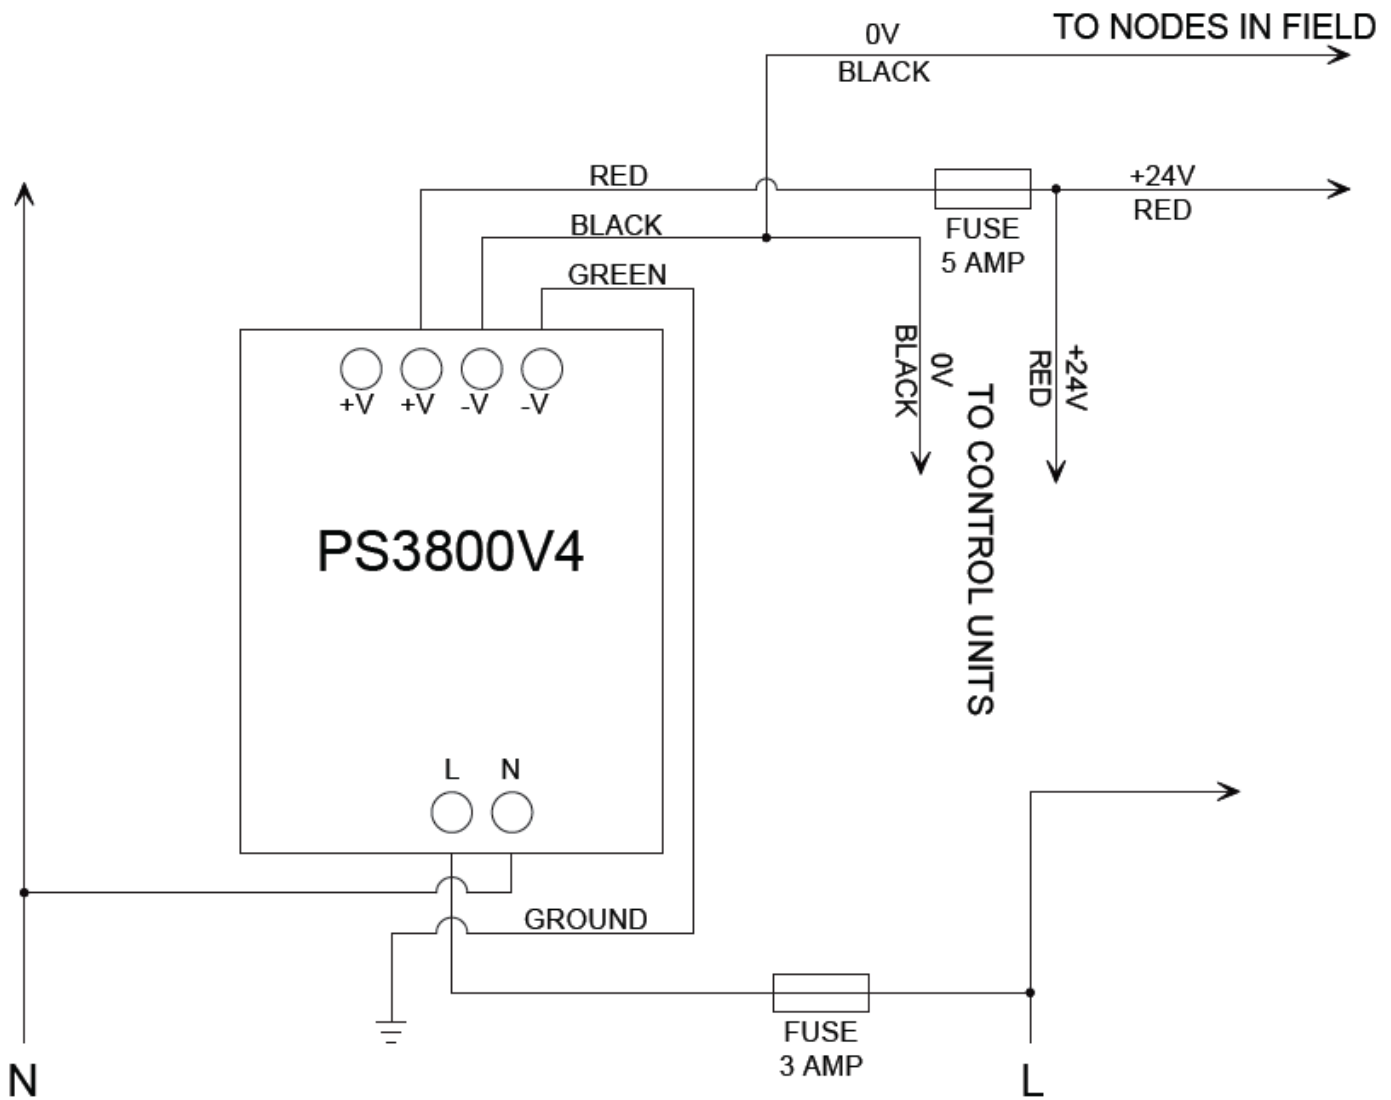 TO NODES IN FIELD
0V
BLACK
RED
+24V
RED
FUSE
5 AMP
BLACK
GREEN
0V
BLACK
+24V
RED
TO CONTROL UNITS
+V +V -V -V
PS3800V4
L N
GROUND
FUSE
3 AMP
N
L